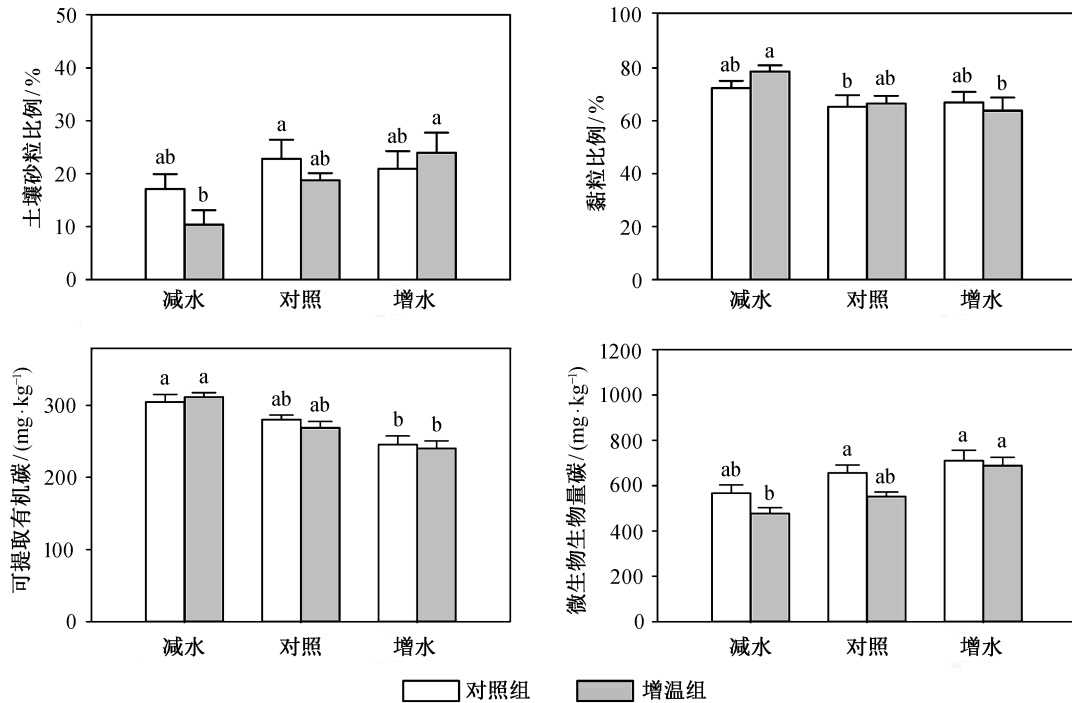 土壤砂粒比例/%
50
40
30
20
10
0
ab
b
a
ab
ab
a
减水
对照
增水
黏粒比例/%
100
80
60
40
20
0
ab
a
b
ab
ab
b
减水
对照
增水
可提取有机碳/(mg·kg⁻¹)
300
200
100
0
a
a
ab
ab
b
b
减水
对照
增水
微生物生物量碳/(mg·kg⁻¹)
1200
1000
800
600
400
200
0
ab
b
a
ab
a
a
减水
对照
增水
对照组
增温组